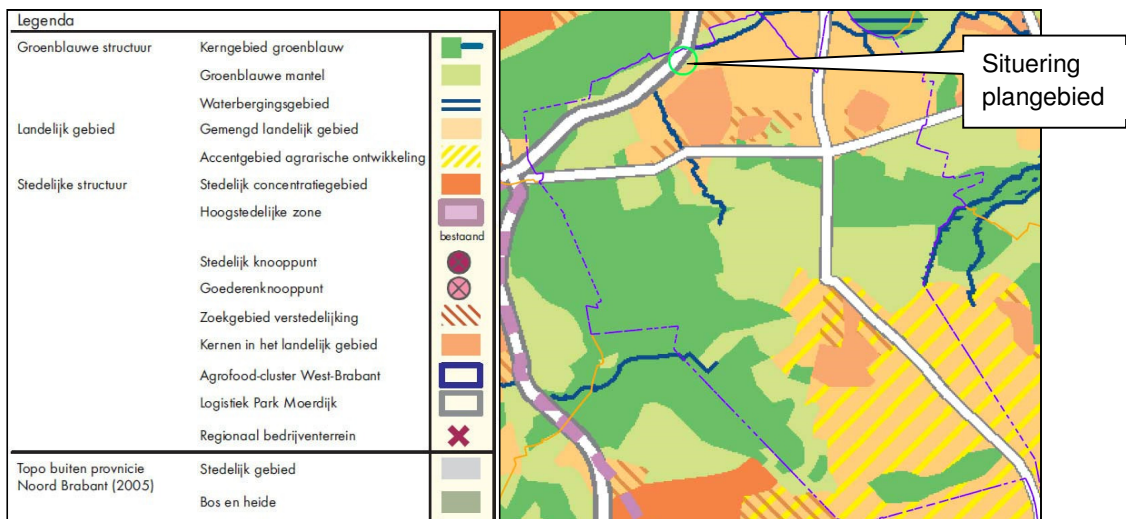 Legenda
Groenblauwe structuur Kerngebied groenblauw
Groenblauwe mantel
Waterbergingsgebied
Landelijk gebied Gemengd landelijk gebied
Accentgebied agrarische ontwikkeling
Stedelijke structuur Stedelijk concentratiegebied
Hoogstedelijke zone
bestaand
Stedelijk knooppunt
Goederenknooppunt
Zoekgebied verstedelijking
Kernen in het landelijk gebied
Agrofood-cluster West-Brabant
Logistiek Park Moerdijk
Regionaal bedrijventerrein
Topo buiten provnicie Stedelijk gebied
Noord Brabant (2005)
Bos en heide
Situering
plangebied